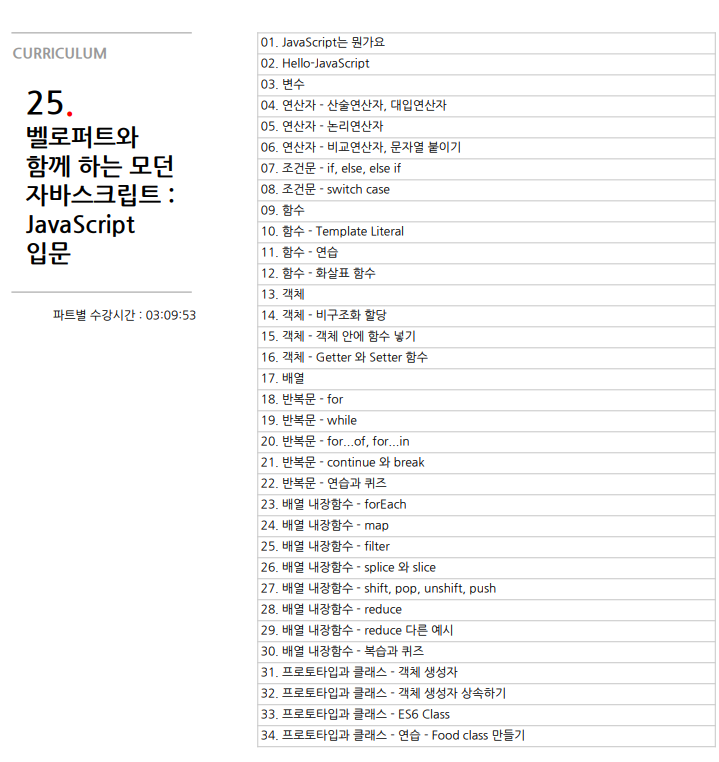 CURRICULUM
25.
벨로퍼트와
함께 하는 모던
자바스크립트 :
JavaScript
입문
파트별 수강시간 : 03:09:53
01. JavaScript는 뭔가요
02. Hello-JavaScript
03. 변수
04. 연산자 - 산술연산자, 대입연산자
05. 연산자 - 논리연산자
06. 연산자 - 비교연산자, 문자열 붙이기
07. 조건문 - if, else, else if
08. 조건문 - switch case
09. 함수
10. 함수 - Template Literal
11. 함수 - 연습
12. 함수 - 화살표 함수
13. 객체
14. 객체 - 비구조화 할당
15. 객체 - 객체 안에 함수 넣기
16. 객체 - Getter 와 Setter 함수
17. 배열
18. 반복문 - for
19. 반복문 - while
20. 반복문 - for...of, for...in
21. 반복문 - continue 와 break
22. 반복문 - 연습과 퀴즈
23. 배열 내장함수 - forEach
24. 배열 내장함수 - map
25. 배열 내장함수 - filter
26. 배열 내장함수 - splice 와 slice
27. 배열 내장함수 - shift, pop, unshift, push
28. 배열 내장함수 - reduce
29. 배열 내장함수 - reduce 다른 예시
30. 배열 내장함수 - 복습과 퀴즈
31. 프로토타입과 클래스 - 객체 생성자
32. 프로토타입과 클래스 - 객체 생성자 상속하기
33. 프로토타입과 클래스 - ES6 Class
34. 프로토타입과 클래스 - 연습 - Food class 만들기